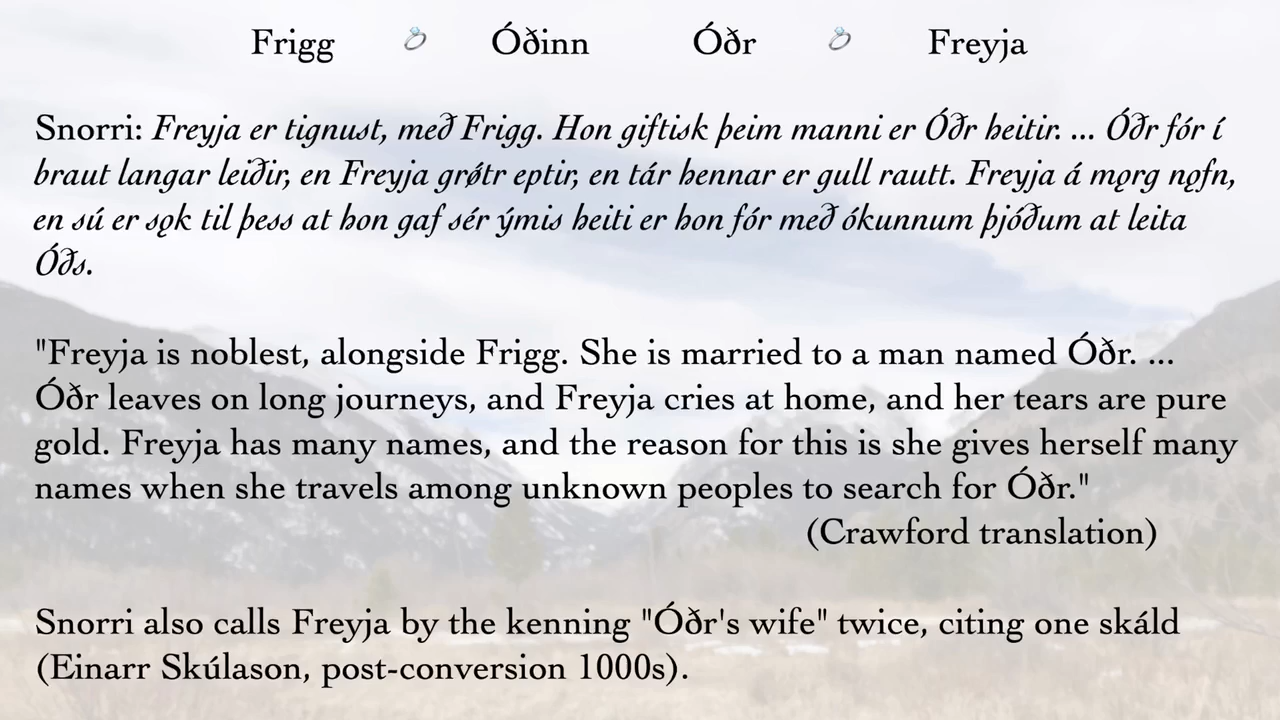 Frigg 💍 Óðinn Óðr 💍 Freyja
Snorri: Freyja er tignust, með Frigg. Hon giftisk þeim manni er Óðr heitir. ... Óðr fór í
braut langar leiðir, en Freyja grǿtr eptir, en tár hennar er gull rautt. Freyja á mǫrg nǫfn,
en sú er sǫk til þess at hon gaf sér ýmis heiti er hon fór með ókunnum þjóðum at leita
Óðs.
"Freyja is noblest, alongside Frigg. She is married to a man named Óðr. ...
Óðr leaves on long journeys, and Freyja cries at home, and her tears are pure
gold. Freyja has many names, and the reason for this is she gives herself many
names when she travels among unknown peoples to search for Óðr."
(Crawford translation)
Snorri also calls Freyja by the kenning "Óðr's wife" twice, citing one skáld
(Einarr Skúlason, post-conversion 1000s).